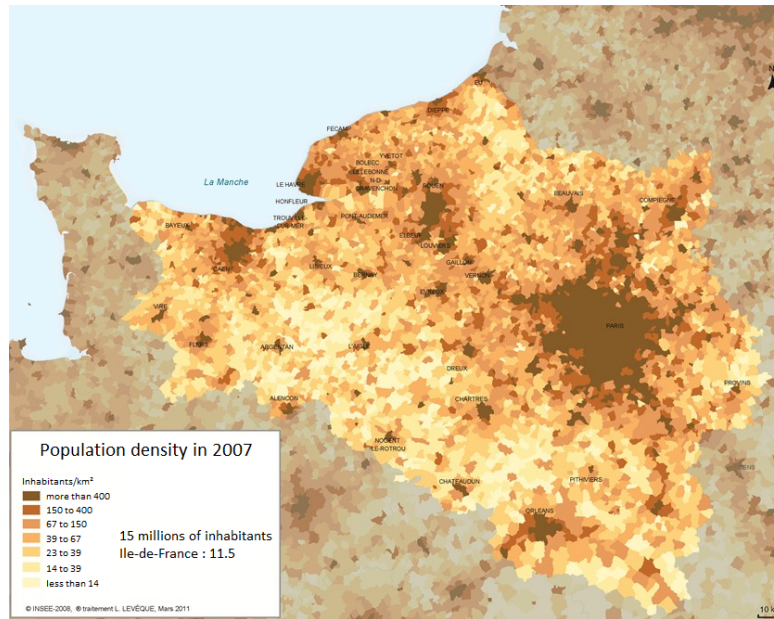 N
EU
DIEPPE
FECAMP
YVETOT
BOLBEC
LILLEBONNE
N-D
GRAVENCHON
ROUEN
BEAUVAIS
COMPIEGNE
La Manche
LE HAVRE
HONFLEUR
TROUVILLE
SUR-MER
PONT-AUDEMER
BAYEUX
ELBEUF
LOUVIERS
CAEN
LISIEUX
BERNAY
GAILLON
VERNON
EVREUX
VIRE
PARIS
FLERS
ARGENTAN
L'AIGLE
DREUX
PROVINS
ALENCON
CHARTRES
NOGENT
LE-ROTROU
SENS
CHATEAUDUN
PITHIVIERS
ORLEANS
Population density in 2007
Inhabitants/km²
more than 400
150 to 400
67 to 150
39 to 67
23 to 39
14 to 39
less than 14
15 millions of inhabitants
Ile-de-France : 11.5
© INSEE-2008, ® traitement L. LEVÉQUE, Mars 2011
10 k